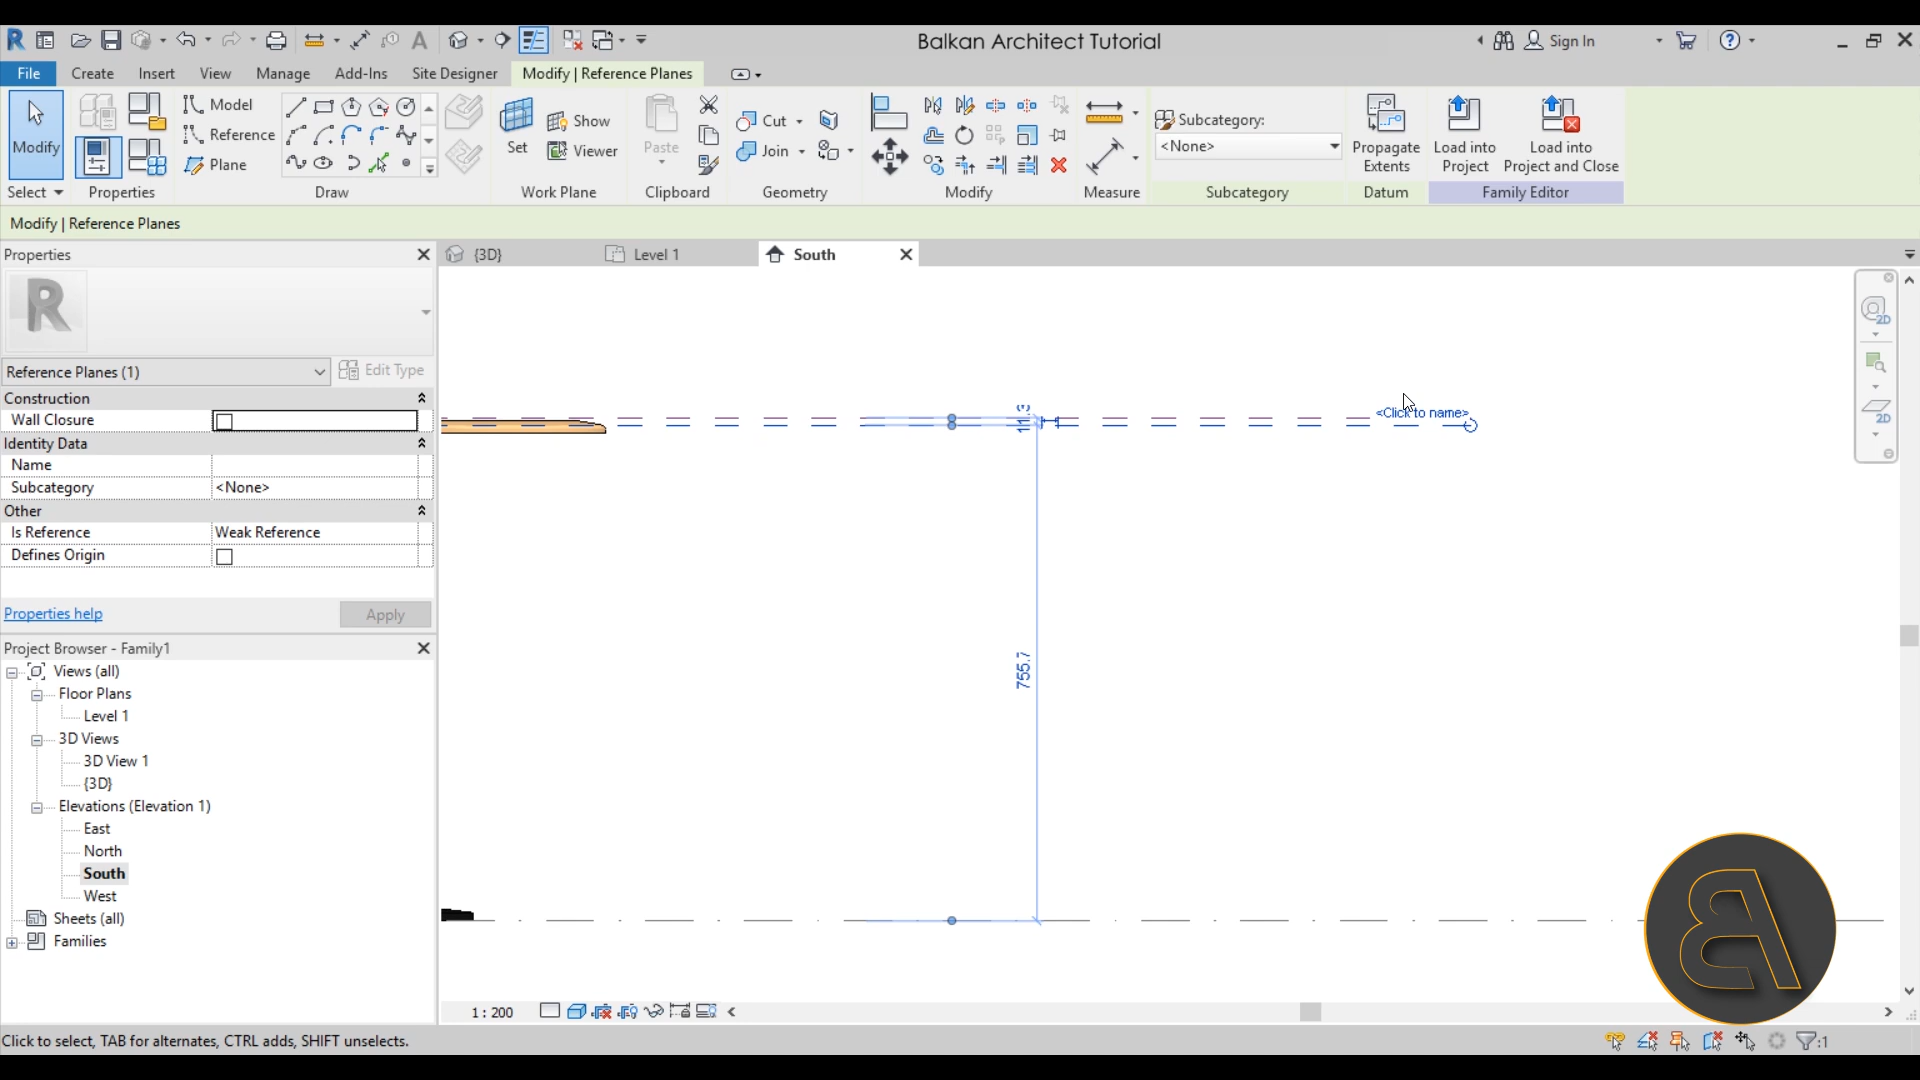 Balkan Architect Tutorial
Sign In
File Create Insert View Manage Add-Ins Site Designer Modify | Reference Planes
Modify
Model
Reference
Plane
Set
Show
Viewer
Paste
Cut
Join
Subcategory:
<None>
Propagate
Extents
Load into
Project
Load into
Project and Close
Select Properties Draw Work Plane Clipboard Geometry Modify Measure Subcategory Datum Family Editor
Modify | Reference Planes
Properties
{3D} Level 1 South
R
Reference Planes (1)
Edit Type
Construction
Wall Closure
Identity Data
Name
Subcategory <None>
Other
Is Reference Weak Reference
Defines Origin
Properties help
Apply
Project Browser - Family1
Views (all)
Floor Plans
Level 1
3D Views
3D View 1
{3D}
Elevations (Elevation 1)
East
North
South
West
Sheets (all)
Families
<Click to name>
755.7
2D
2D
1 : 200
Click to select, TAB for alternates, CTRL adds, SHIFT unselects.
:1